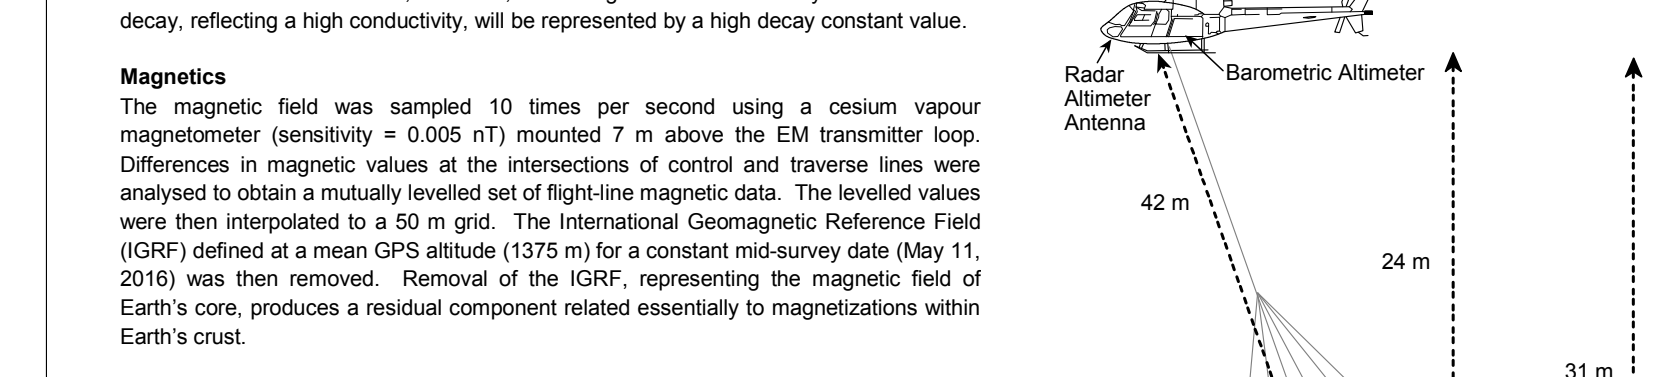 decay, reflecting a high conductivity, will be represented by a high decay constant value.
Magnetics
The magnetic field was sampled 10 times per second using a cesium vapour
magnetometer (sensitivity = 0.005 nT) mounted 7 m above the EM transmitter loop.
Differences in magnetic values at the intersections of control and traverse lines were
analysed to obtain a mutually levelled set of flight-line magnetic data. The levelled values
were then interpolated to a 50 m grid. The International Geomagnetic Reference Field
(IGRF) defined at a mean GPS altitude (1375 m) for a constant mid-survey date (May 11,
2016) was then removed. Removal of the IGRF, representing the magnetic field of
Earth's core, produces a residual component related essentially to magnetizations within
Earth's crust.
Radar
Altimeter
Antenna
Barometric Altimeter
42 m
24 m
31 m